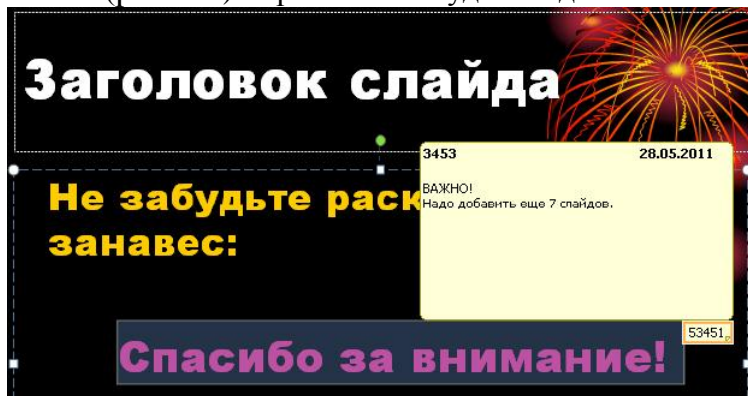 Заголовок слайда
3453 28.05.2011
ВАЖНО!
Надо добавить еще 7 слайдов.
Не забудьте
занавес:
53451
Спасибо за внимание!